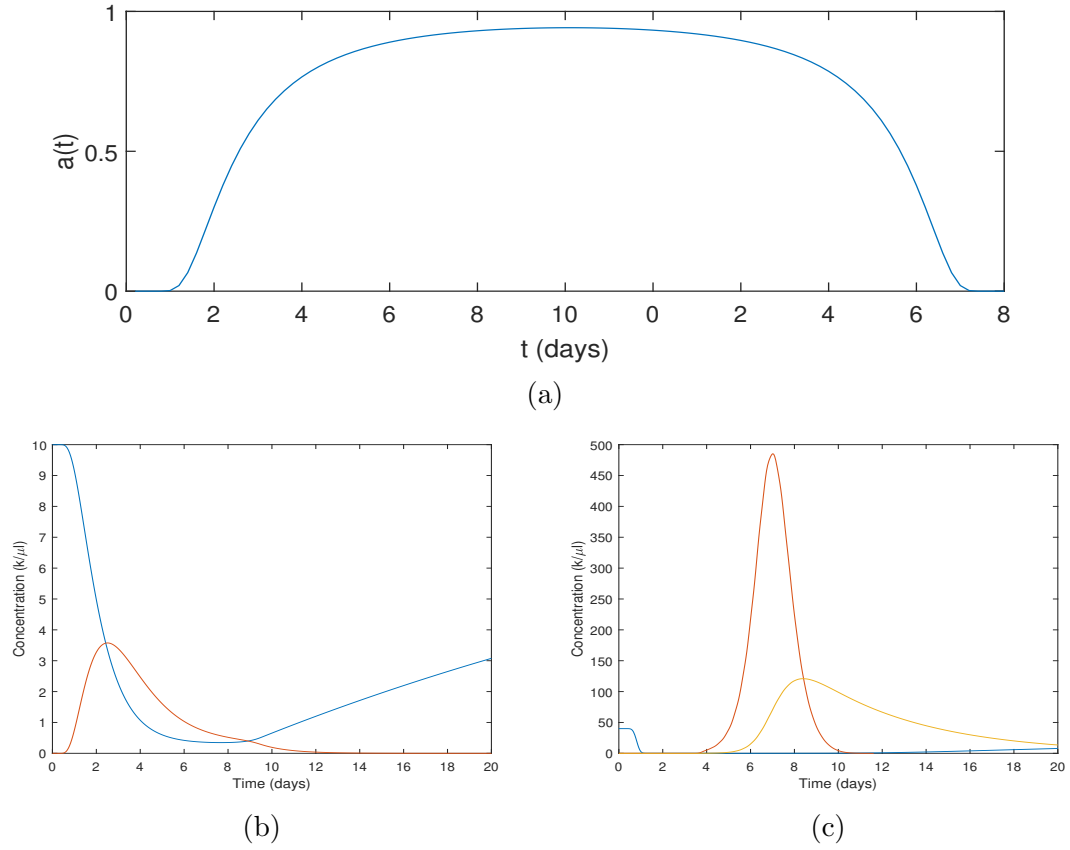 1
0.5
0
a(t)
0 2 4 6 8 10 0 2 4 6 8
t (days)
(a)
10
9
8
7
6
5
4
3
2
1
0
Concentration (k/μl)
0 2 4 6 8 10 12 14 16 18 20
Time (days)
(b)
500
450
400
350
300
250
200
150
100
50
0
Concentration (k/μl)
0 2 4 6 8 10 12 14 16 18 20
Time (days)
(c)